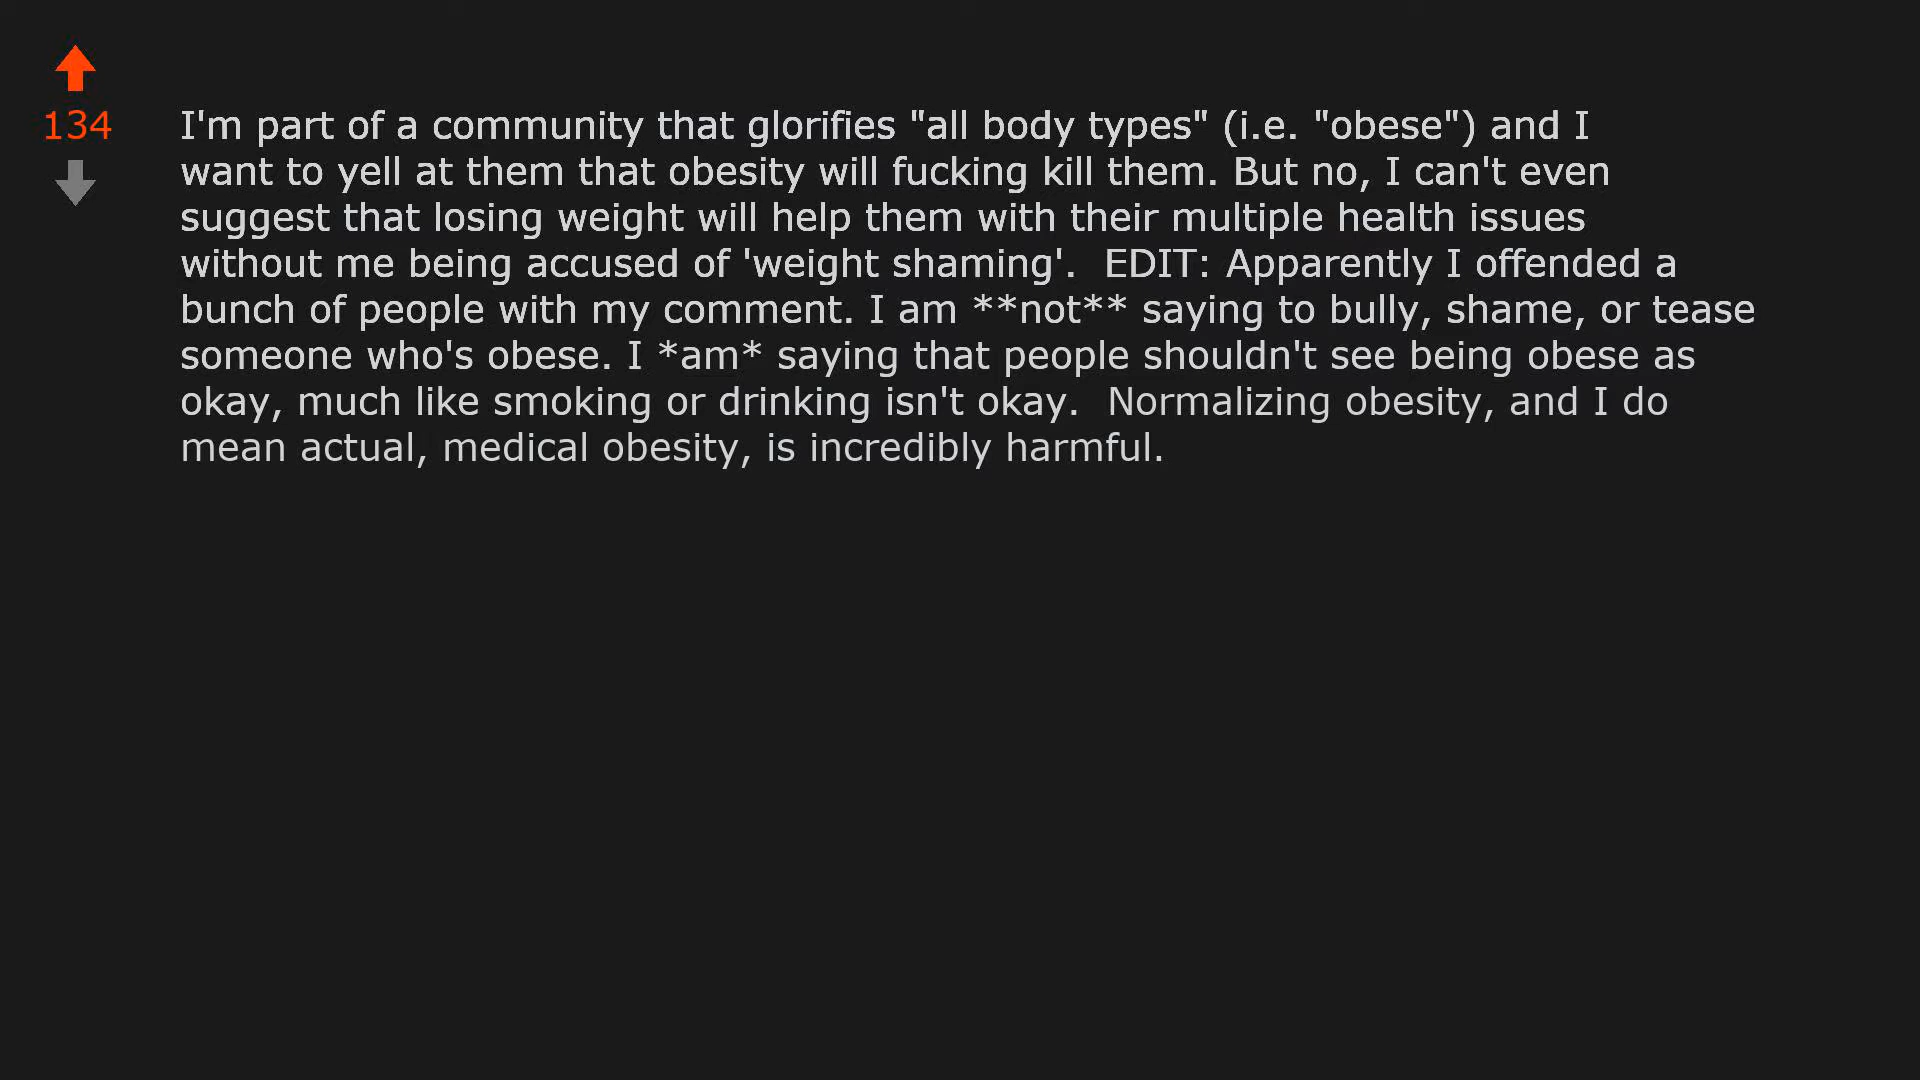 134
I'm part of a community that glorifies "all body types" (i.e. "obese") and I
want to yell at them that obesity will fucking kill them. But no, I can't even
suggest that losing weight will help them with their multiple health issues
without me being accused of 'weight shaming'.  EDIT: Apparently I offended a
bunch of people with my comment. I am **not** saying to bully, shame, or tease
someone who's obese. I *am* saying that people shouldn't see being obese as
okay, much like smoking or drinking isn't okay.  Normalizing obesity, and I do
mean actual, medical obesity, is incredibly harmful.